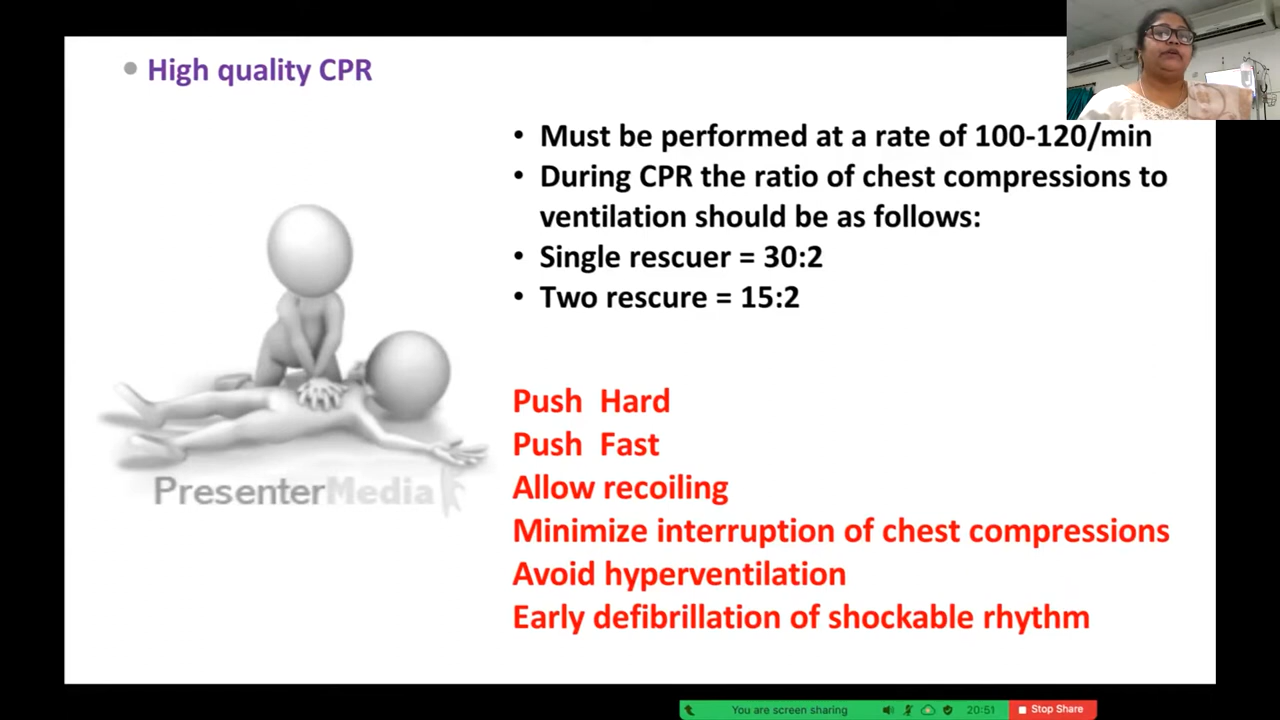 High quality CPR
Must be performed at a rate of 100-120/min
During CPR the ratio of chest compressions to
ventilation should be as follows:
Single rescuer = 30:2
Two rescure = 15:2
Push Hard
Push Fast
Allow recoiling
Minimize interruption of chest compressions
Avoid hyperventilation
Early defibrillation of shockable rhythm
PresenterMedia
You are screen sharing
20:51
Stop Share